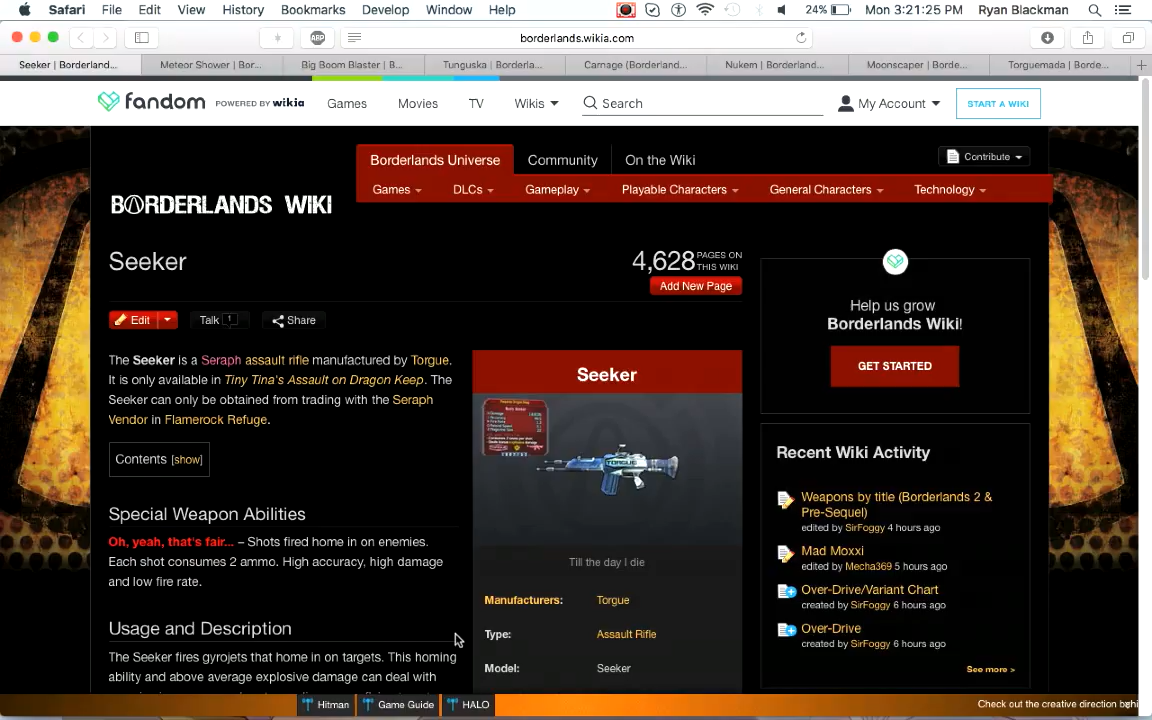 Safari File Edit View History Bookmarks Develop Window Help 24% Mon 3:21:25 PM Ryan Blackman
ABP borderlands.wikia.com
Seeker | Borderland... Meteor Shower | Bor... Big Boom Blaster | B... Tunguska | Borderla... Carnage (Borderland... Nukem | Borderland... Moonscaper | Borde... Torguemada | Borde...
fandom POWERED BY wikia Games Movies TV Wikis Search My Account START A WIKI
Borderlands Universe Community On the Wiki Contribute
Games DLCs Gameplay Playable Characters General Characters Technology
BORDERLANDS WIKI
Seeker 4,628 PAGES ON THIS WIKI
Add New Page
Edit Talk 1 Share
The Seeker is a Seraph assault rifle manufactured by Torgue.
It is only available in Tiny Tina's Assault on Dragon Keep. The
Seeker can only be obtained from trading with the Seraph
Vendor in Flamerock Refuge.
Contents [show]
Special Weapon Abilities
Oh, yeah, that's fair... – Shots fired home in on enemies.
Each shot consumes 2 ammo. High accuracy, high damage
and low fire rate.
Usage and Description
The Seeker fires gyrojets that home in on targets. This homing
ability and above average explosive damage can deal with
Seeker
TORGUE
Till the day I die
Manufacturers: Torgue
Type: Assault Rifle
Model: Seeker
Help us grow
Borderlands Wiki!
GET STARTED
Recent Wiki Activity
Weapons by title (Borderlands 2 &
Pre-Sequel)
edited by SirFoggy 4 hours ago
Mad Moxxi
edited by Mecha369 5 hours ago
Over-Drive/Variant Chart
created by SirFoggy 6 hours ago
Over-Drive
created by SirFoggy 6 hours ago
See more >
Hitman Game Guide HALO Check out the creative direction behi